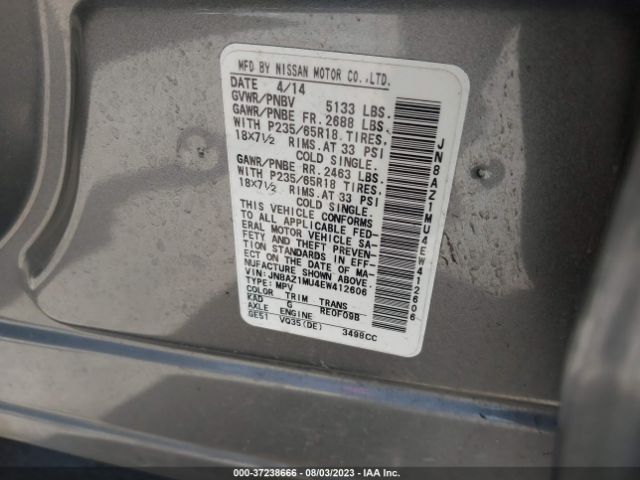 MFD BY NISSAN MOTOR CO.,LTD.
DATE 4/14
GVWR/PNBV 5133 LBS.
GAWR/PNBE FR. 2688 LBS.
WITH P235/65R18 TIRES,
18X7½ RIMS.AT 33 PSI
COLD SINGLE.
GAWR/PNBE RR. 2463 LBS.
WITH P235/65R18 TIRES,
18X7½ RIMS.AT 33 PSI
COLD SINGLE.
THIS VEHICLE CONFORMS
TO ALL APPLICABLE FED-
ERAL MOTOR VEHICLE SA-
FETY AND THEFT PREVEN-
TION STANDARDS IN EFF-
ECT ON THE DATE OF MA-
NUFACTURE SHOWN ABOVE.
VIN: JN8AZ1MU4EW412606
TYPE: MPV
COLOR TRIM TRANS
KAD G RE0F09B
AXLE ENGINE
GE5T VQ35(DE) 3498CC
JN8AZ1MU4EW412606
000-37238666 - 08/03/2023 - IAA Inc.